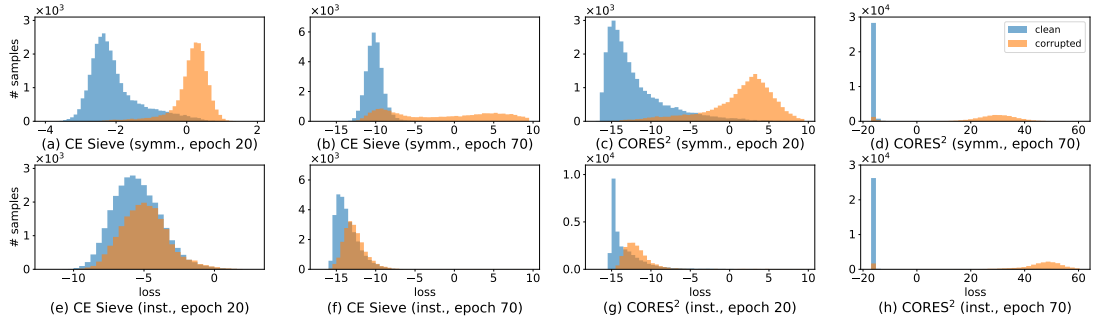 ×10³ ×10³ ×10³ ×10⁴
# samples
3 2 1 0
6 4 2 0
3 2 1 0
3 2 1 0
clean
corrupted
−4 −2 0 2
−15 −10 −5 0 5 10
−15 −10 −5 0 5 10
−20 0 20 40 60
(a) CE Sieve (symm., epoch 20)
(b) CE Sieve (symm., epoch 70)
(c) CORES² (symm., epoch 20)
(d) CORES² (symm., epoch 70)
×10³ ×10³ ×10⁴ ×10⁴
# samples
3 2 1 0
6 4 2 0
1.0 0.5 0.0
3 2 1 0
−10 −5 0
−15 −10 −5 0 5 10
−15 −10 −5 0 5 10
−20 0 20 40 60
loss loss loss loss
(e) CE Sieve (inst., epoch 20)
(f) CE Sieve (inst., epoch 70)
(g) CORES² (inst., epoch 20)
(h) CORES² (inst., epoch 70)